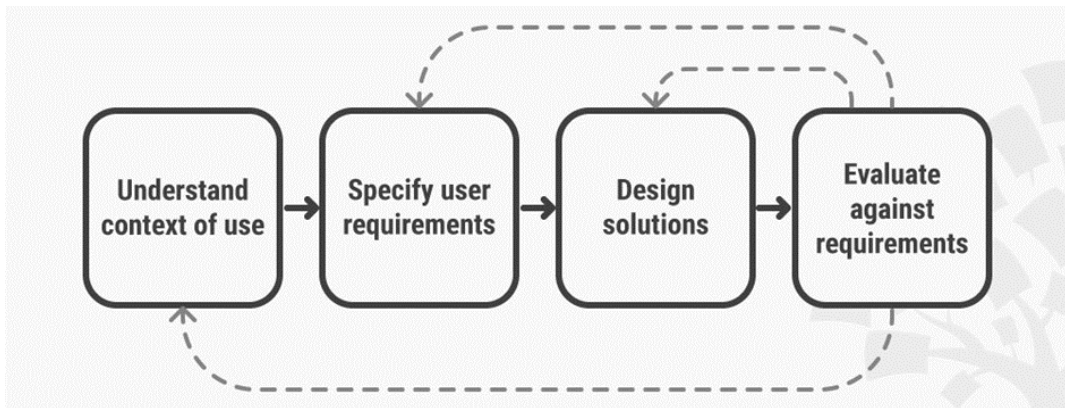 Understand
context of use
Specify user
requirements
Design
solutions
Evaluate
against
requirements